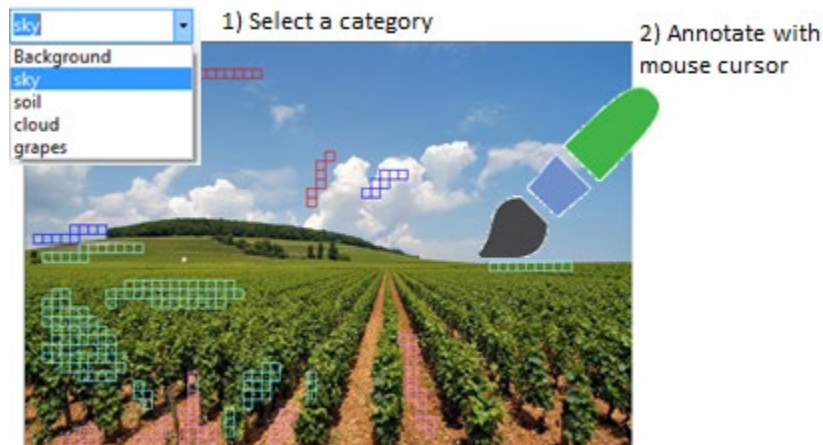 sky
1) Select a category
2) Annotate with
mouse cursor
Background
sky
soil
cloud
grapes